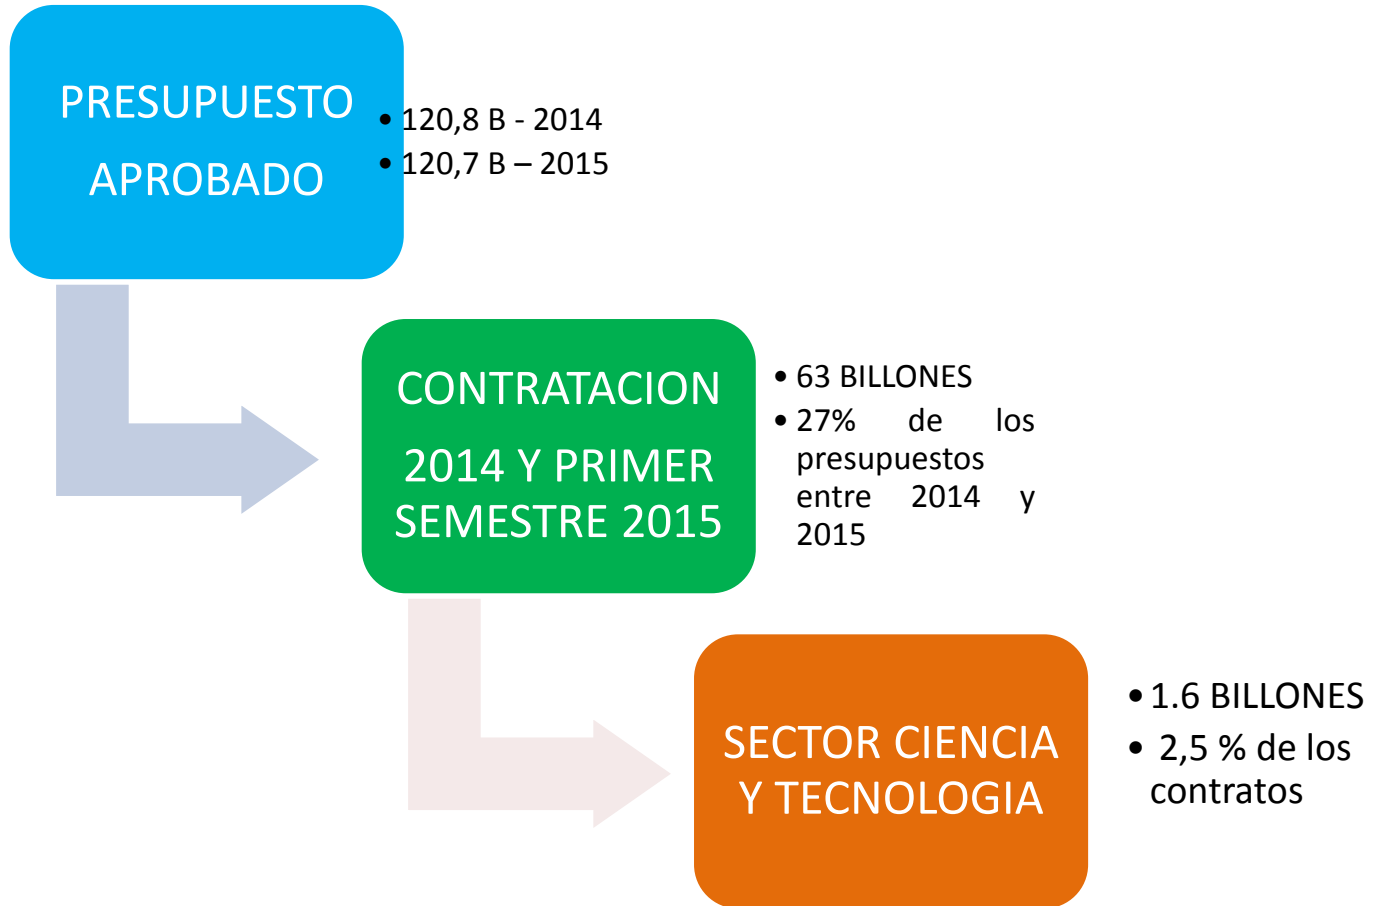 PRESUPUESTO
APROBADO
• 120,8 B - 2014
• 120,7 B – 2015
CONTRATACION
2014 Y PRIMER
SEMESTRE 2015
• 63 BILLONES
• 27% de los
presupuestos
entre 2014 y
2015
SECTOR CIENCIA
Y TECNOLOGIA
• 1.6 BILLONES
• 2,5 % de los
contratos